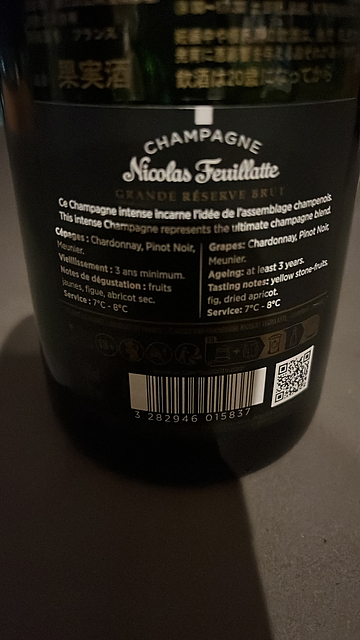 フランス
果実酒
飲酒は20歳になってから
CHAMPAGNE
Nicolas Feuillatte
GRANDE RÉSERVE BRUT
Ce Champagne intense incarne l'idée de l'assemblage champenois.
This intense Champagne represents the ultimate champagne blend.
Cépages : Chardonnay, Pinot Noir,
Meunier.
Vieillissement : 3 ans minimum.
Notes de dégustation : fruits
jaunes, figue, abricot sec.
Service : 7°C - 8°C
Grapes: Chardonnay, Pinot Noir,
Meunier.
Ageing: at least 3 years.
Tasting notes: yellow stone-fruits,
fig, dried apricot.
Service: 7°C - 8°C
3 282946 015837